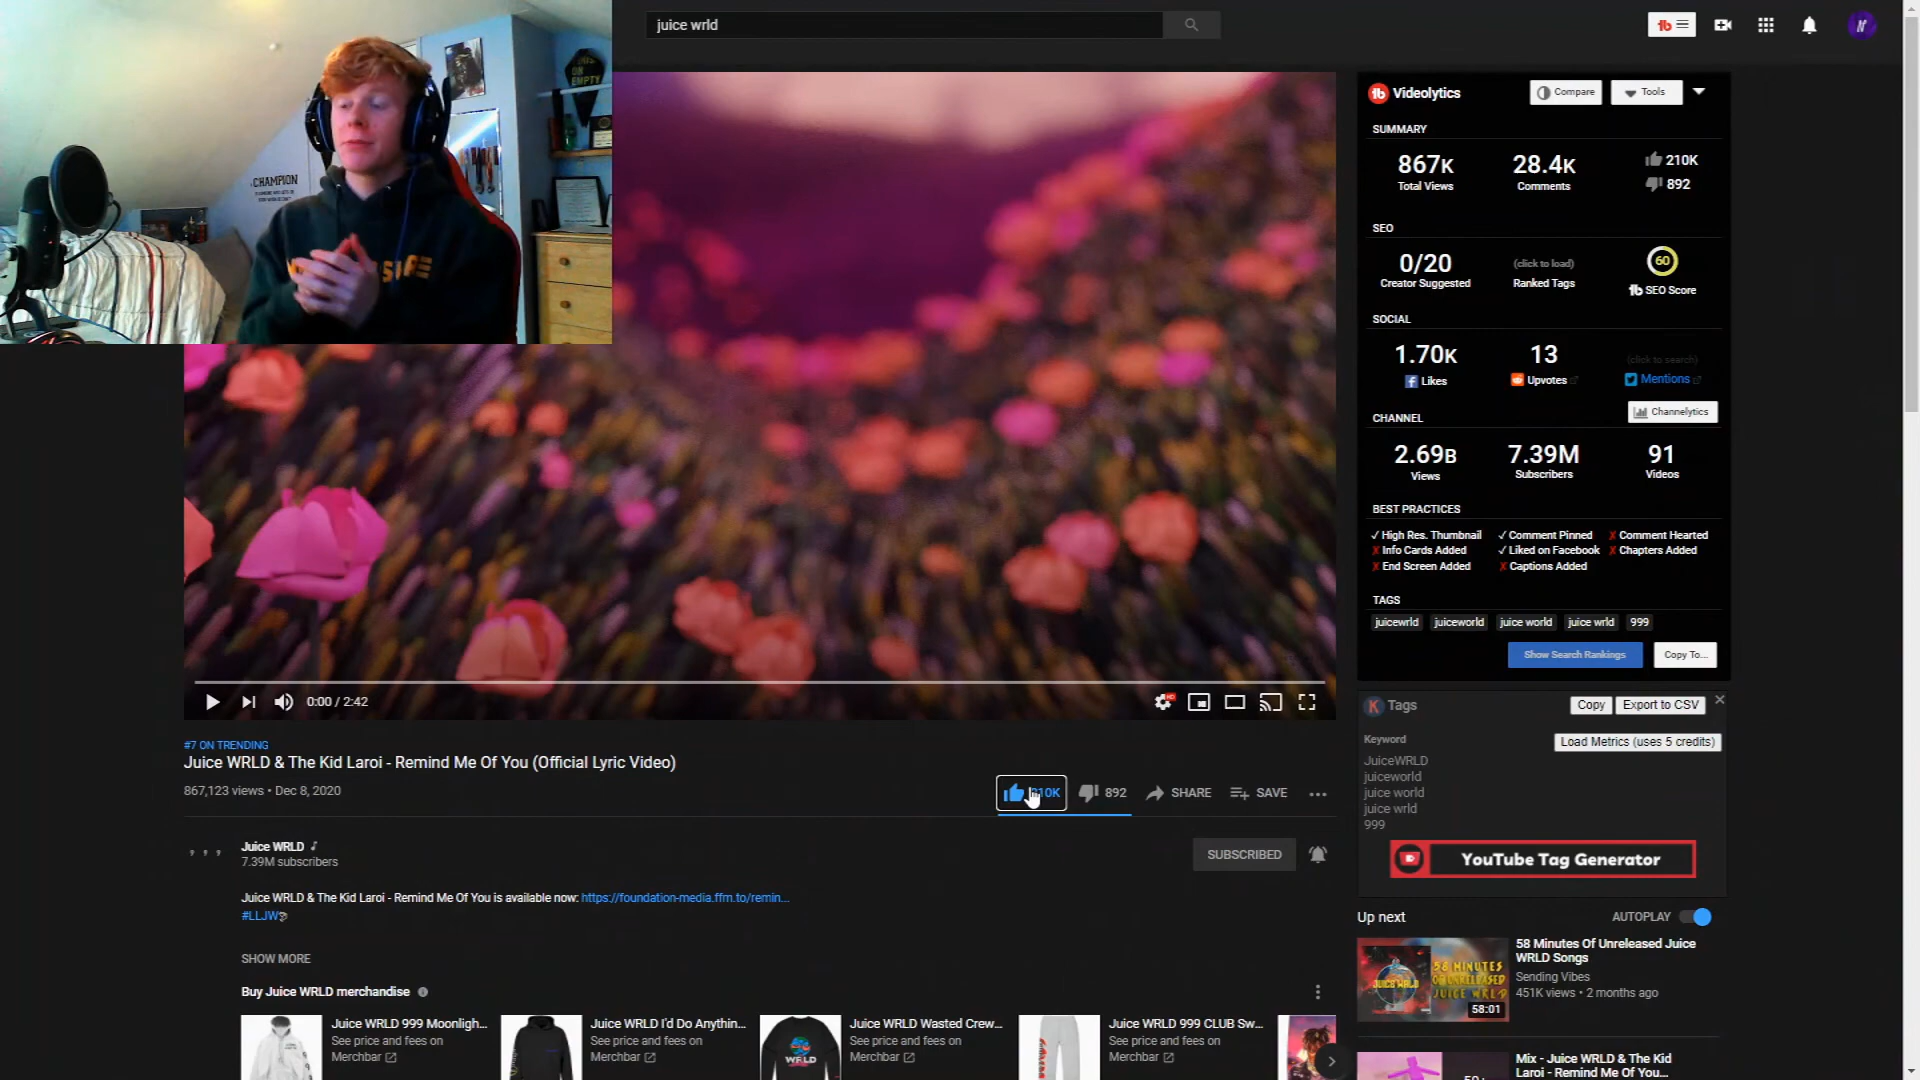 juice wrld
ON
EMPTY
CHAMPION
Videolytics
Compare
Tools
SUMMARY
867K
Total Views
28.4K
Comments
210K
892
SEO
0/20
Creator Suggested
(click to load)
Ranked Tags
60
SEO Score
SOCIAL
1.70K
Likes
13
Upvotes
(click to search)
Mentions
CHANNEL
Channelytics
2.69B
Views
7.39M
Subscribers
91
Videos
BEST PRACTICES
✓ High Res. Thumbnail ✓ Comment Pinned ✗ Comment Hearted
✗ Info Cards Added ✓ Liked on Facebook ✗ Chapters Added
✗ End Screen Added ✗ Captions Added
TAGS
juicewrld juiceworld juice world juice wrld 999
Show Search Rankings
Copy To...
0:00 / 2:42
HD
#7 ON TRENDING
Juice WRLD & The Kid Laroi - Remind Me Of You (Official Lyric Video)
867,123 views • Dec 8, 2020
892
SHARE
SAVE
Juice WRLD
7.39M subscribers
SUBSCRIBED
Juice WRLD & The Kid Laroi - Remind Me Of You is available now: https://foundation-media.ffm.to/remin...
#LLJW
SHOW MORE
Buy Juice WRLD merchandise
Juice WRLD 999 Moonligh...
See price and fees on
Merchbar
Juice WRLD I'd Do Anythin...
See price and fees on
Merchbar
WRLD
Juice WRLD Wasted Crew...
See price and fees on
Merchbar
Juice WRLD 999 CLUB Sw...
See price and fees on
Merchbar
K Tags
Copy
Export to CSV
Keyword
Load Metrics (uses 5 credits)
JuiceWRLD
juiceworld
juice world
juice wrld
999
YouTube Tag Generator
Up next
AUTOPLAY
58 MINUTES
OF UNRELEASED
JUICE WRLD
58:01
58 Minutes Of Unreleased Juice
WRLD Songs
Sending Vibes
451K views • 2 months ago
Mix - Juice WRLD & The Kid
Laroi - Remind Me Of You...